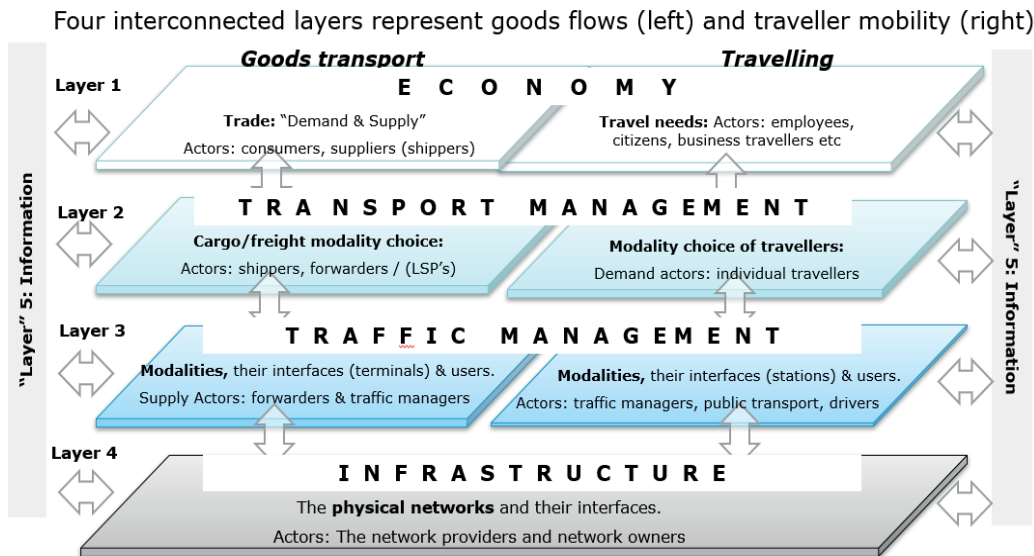 Four interconnected layers represent goods flows (left) and traveller mobility (right)
Goods transport
Travelling
Layer 1
E C O N O M Y
Trade: “Demand & Supply”
Actors: consumers, suppliers (shippers)
Travel needs: Actors: employees,
citizens, business travellers etc
Layer 2
T R A N S P O R T M A N A G E M E N T
Cargo/freight modality choice:
Actors: shippers, forwarders / (LSP’s)
Modality choice of travellers:
Demand actors: individual travellers
Layer 3
T R A F F I C M A N A G E M E N T
Modalities, their interfaces (terminals) & users.
Supply Actors: forwarders & traffic managers
Modalities, their interfaces (stations) & users.
Actors: traffic managers, public transport, drivers
Layer 4
I N F R A S T R U C T U R E
The physical networks and their interfaces.
Actors: The network providers and network owners
“Layer” 5: Information
“Layer” 5: Information